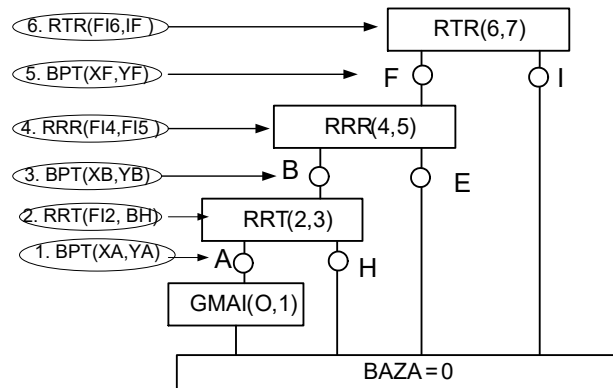 6. RTR(FI6,IF )
RTR(6,7)
5. BPT(XF,YF)
F
I
4. RRR(FI4,FI5)
RRR(4,5)
3. BPT(XB,YB)
B
E
2. RRT(FI2, BH)
RRT(2,3)
1. BPT(XA,YA)
A
H
GMAI(O,1)
BAZA=0